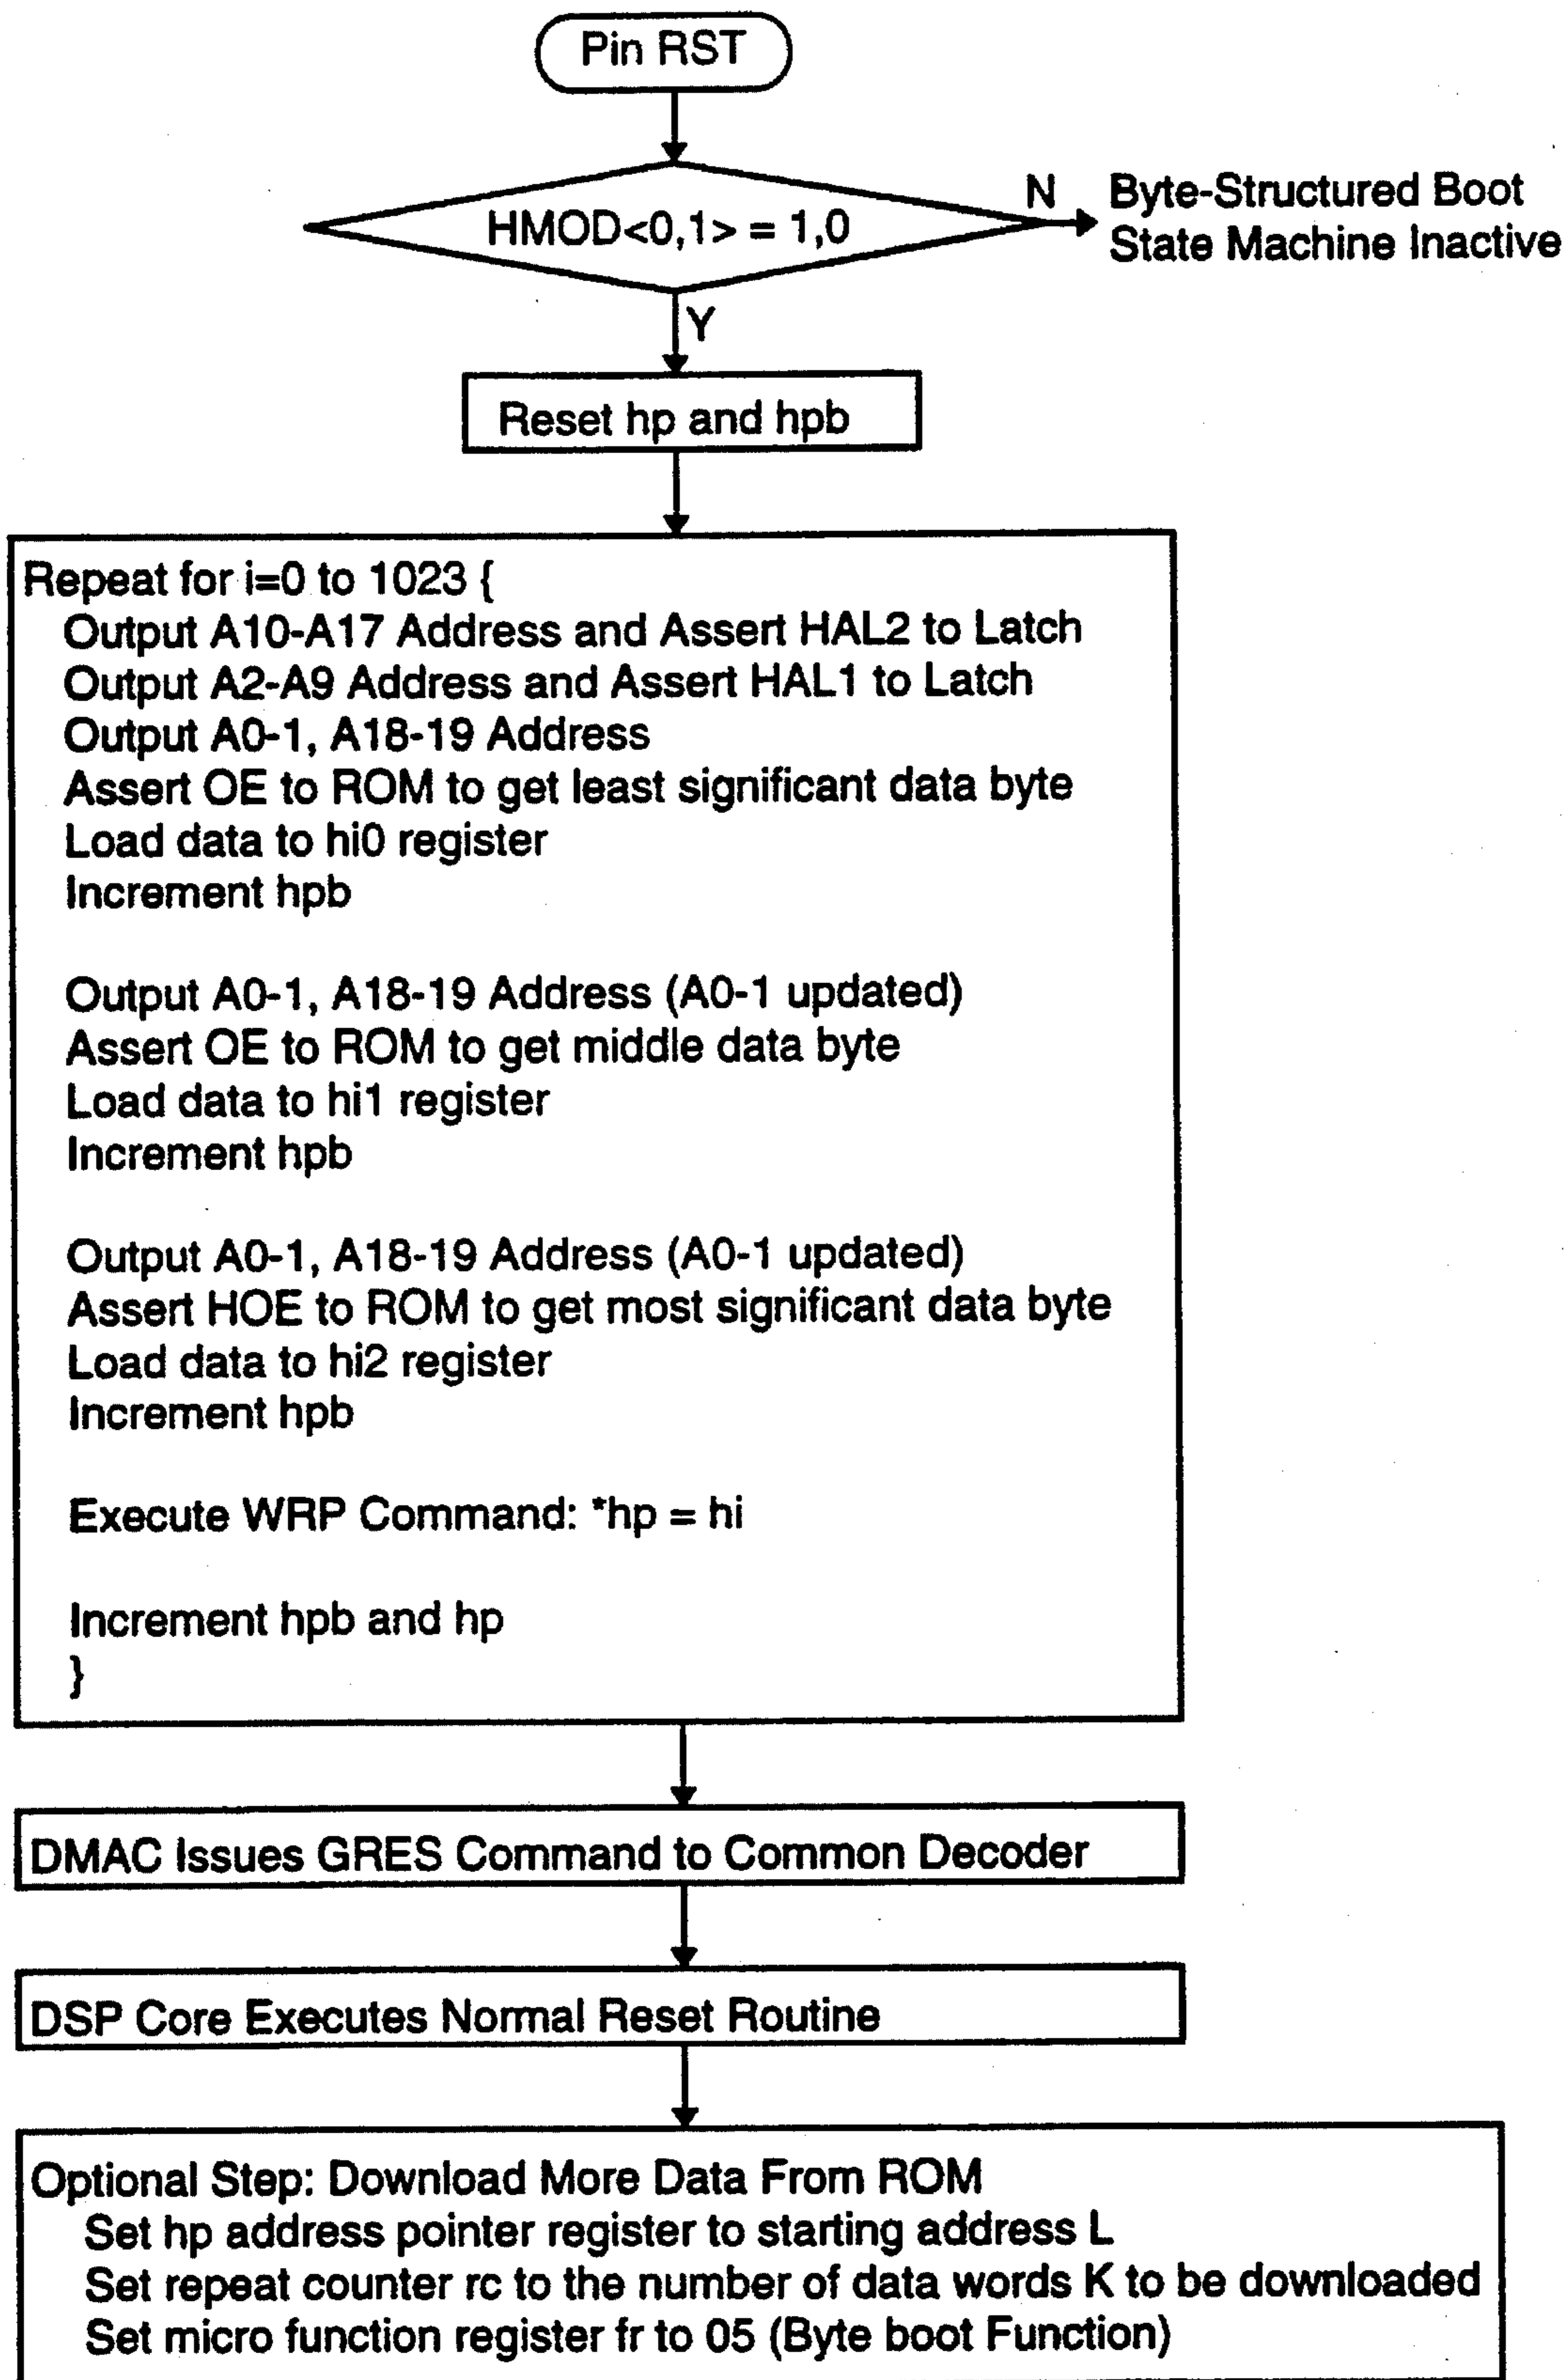 Pin RST
HMOD<0,1> = 1,0
N
Byte-Structured Boot
State Machine Inactive
Y
Reset hp and hpb
Repeat for i=0 to 1023 {
Output A10-A17 Address and Assert HAL2 to Latch
Output A2-A9 Address and Assert HAL1 to Latch
Output A0-1, A18-19 Address
Assert OE to ROM to get least significant data byte
Load data to hi0 register
Increment hpb
Output A0-1, A18-19 Address (A0-1 updated)
Assert OE to ROM to get middle data byte
Load data to hi1 register
Increment hpb
Output A0-1, A18-19 Address (A0-1 updated)
Assert HOE to ROM to get most significant data byte
Load data to hi2 register
Increment hpb
Execute WRP Command: *hp = hi
Increment hpb and hp
}
DMAC Issues GRES Command to Common Decoder
DSP Core Executes Normal Reset Routine
Optional Step: Download More Data From ROM
Set hp address pointer register to starting address L
Set repeat counter rc to the number of data words K to be downloaded
Set micro function register fr to 05 (Byte boot Function)